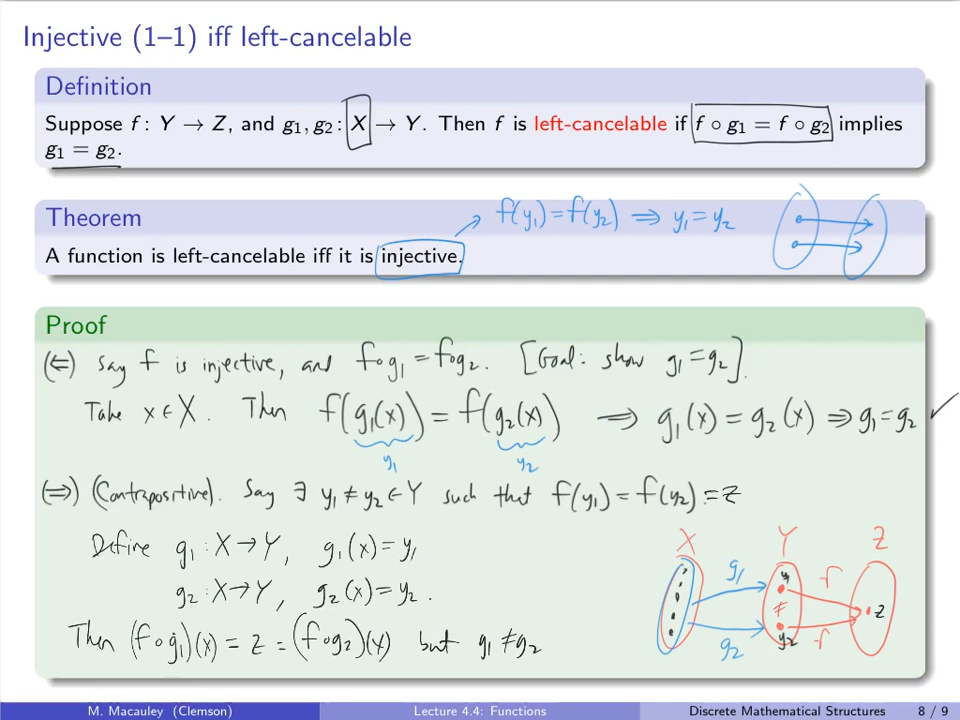 Injective (1–1) iff left-cancelable
Definition
Suppose f : Y → Z, and g₁, g₂ : X → Y. Then f is left-cancelable if f ∘ g₁ = f ∘ g₂ implies
g₁ = g₂.
Theorem
f(y₁) = f(y₂) ⟹ y₁ = y₂
A function is left-cancelable iff it is injective.
Proof
(⇐) Say f is injective, and f∘g₁ = f∘g₂. [Goal: show g₁ = g₂].
Take x ∈ X. Then f(g₁(x)) = f(g₂(x)) ⟹ g₁(x) = g₂(x) ⟹ g₁ = g₂ ✓
y₁ y₂
(⟹) (Contrapositive). Say ∃ y₁ ≠ y₂ ∈ Y such that f(y₁) = f(y₂) = z
Define g₁ : X → Y, g₁(x) = y₁
g₂ : X → Y, g₂(x) = y₂.
Then (f∘g₁)(x) = z = (f∘g₂)(x) but g₁ ≠ g₂
X Y Z
g₁ y₁ f
≠ z
g₂ y₂ f
M. Macauley (Clemson) Lecture 4.4: Functions Discrete Mathematical Structures 8 / 9